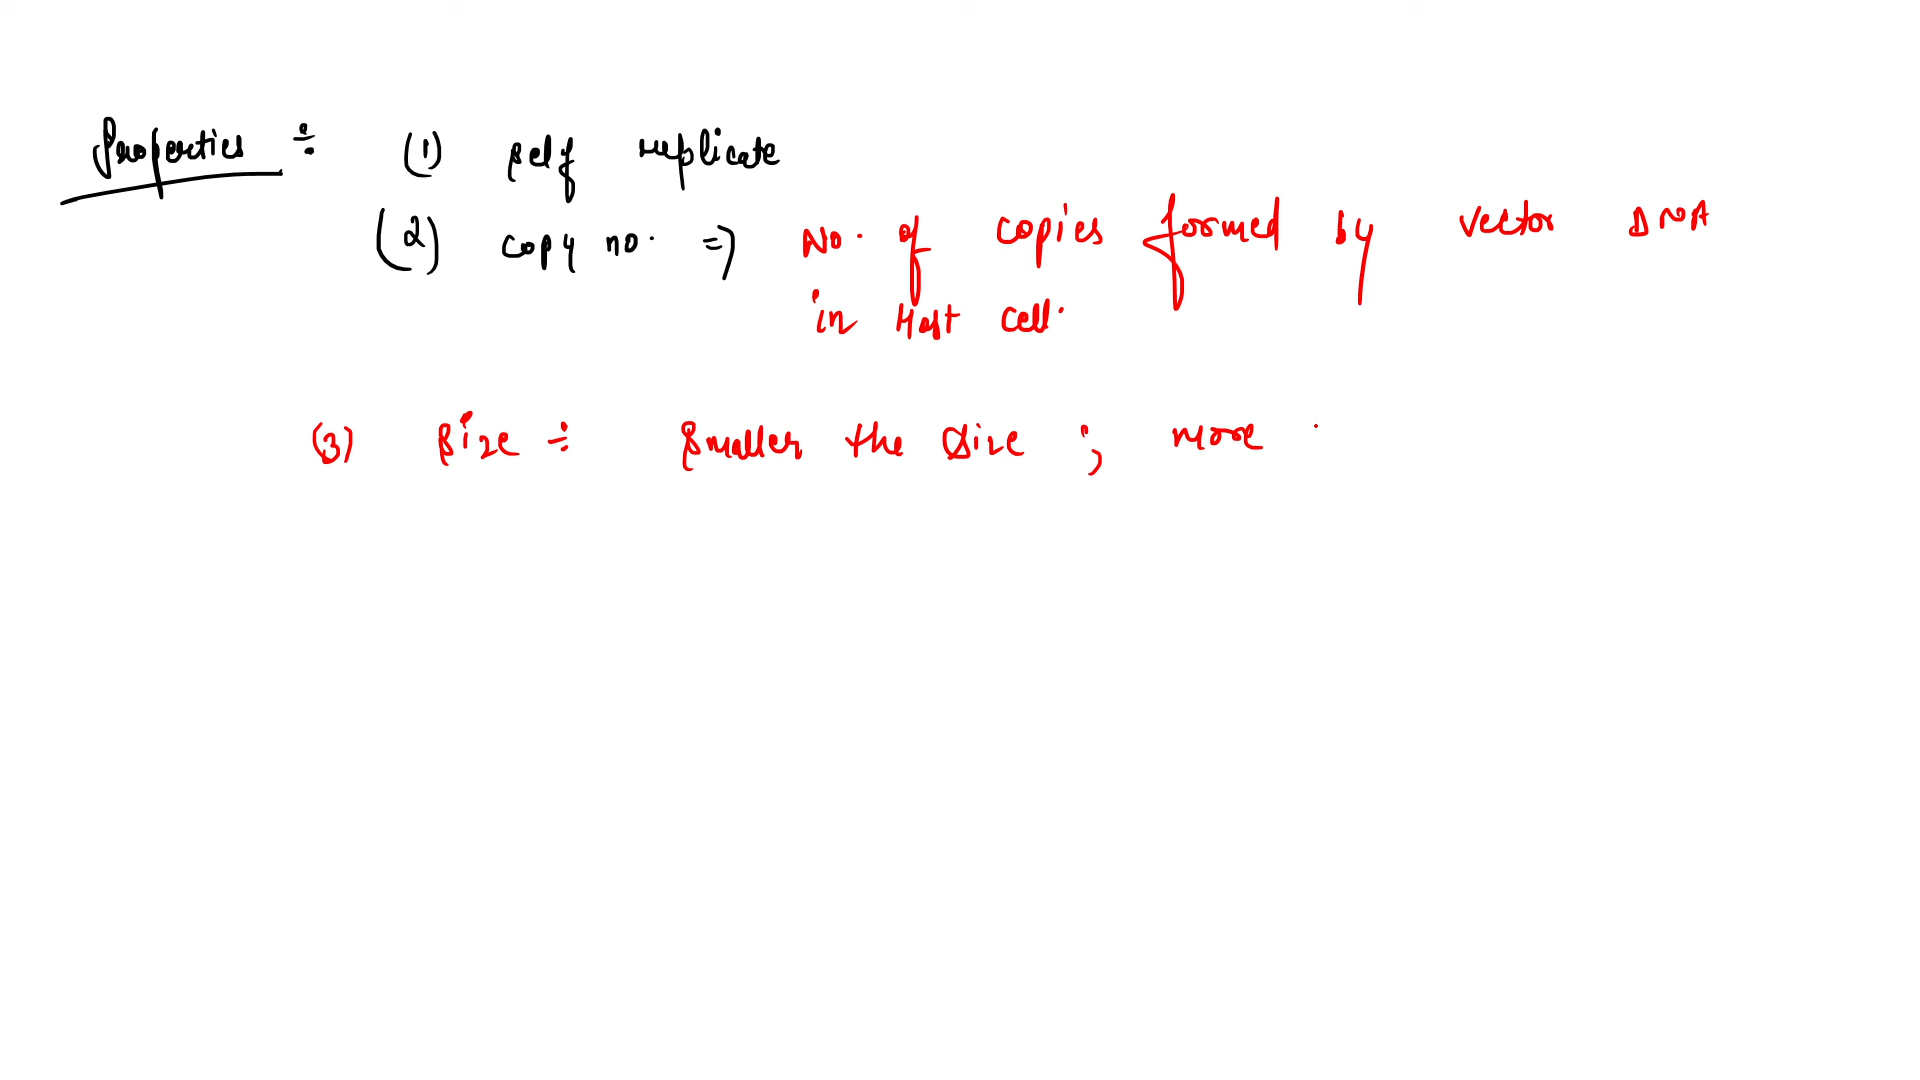 Properties ÷ (1) self replicate
(2) copy no. => No. of copies formed by vector DNA
in Host cell.
(3) Size ÷ Smaller the size ; more